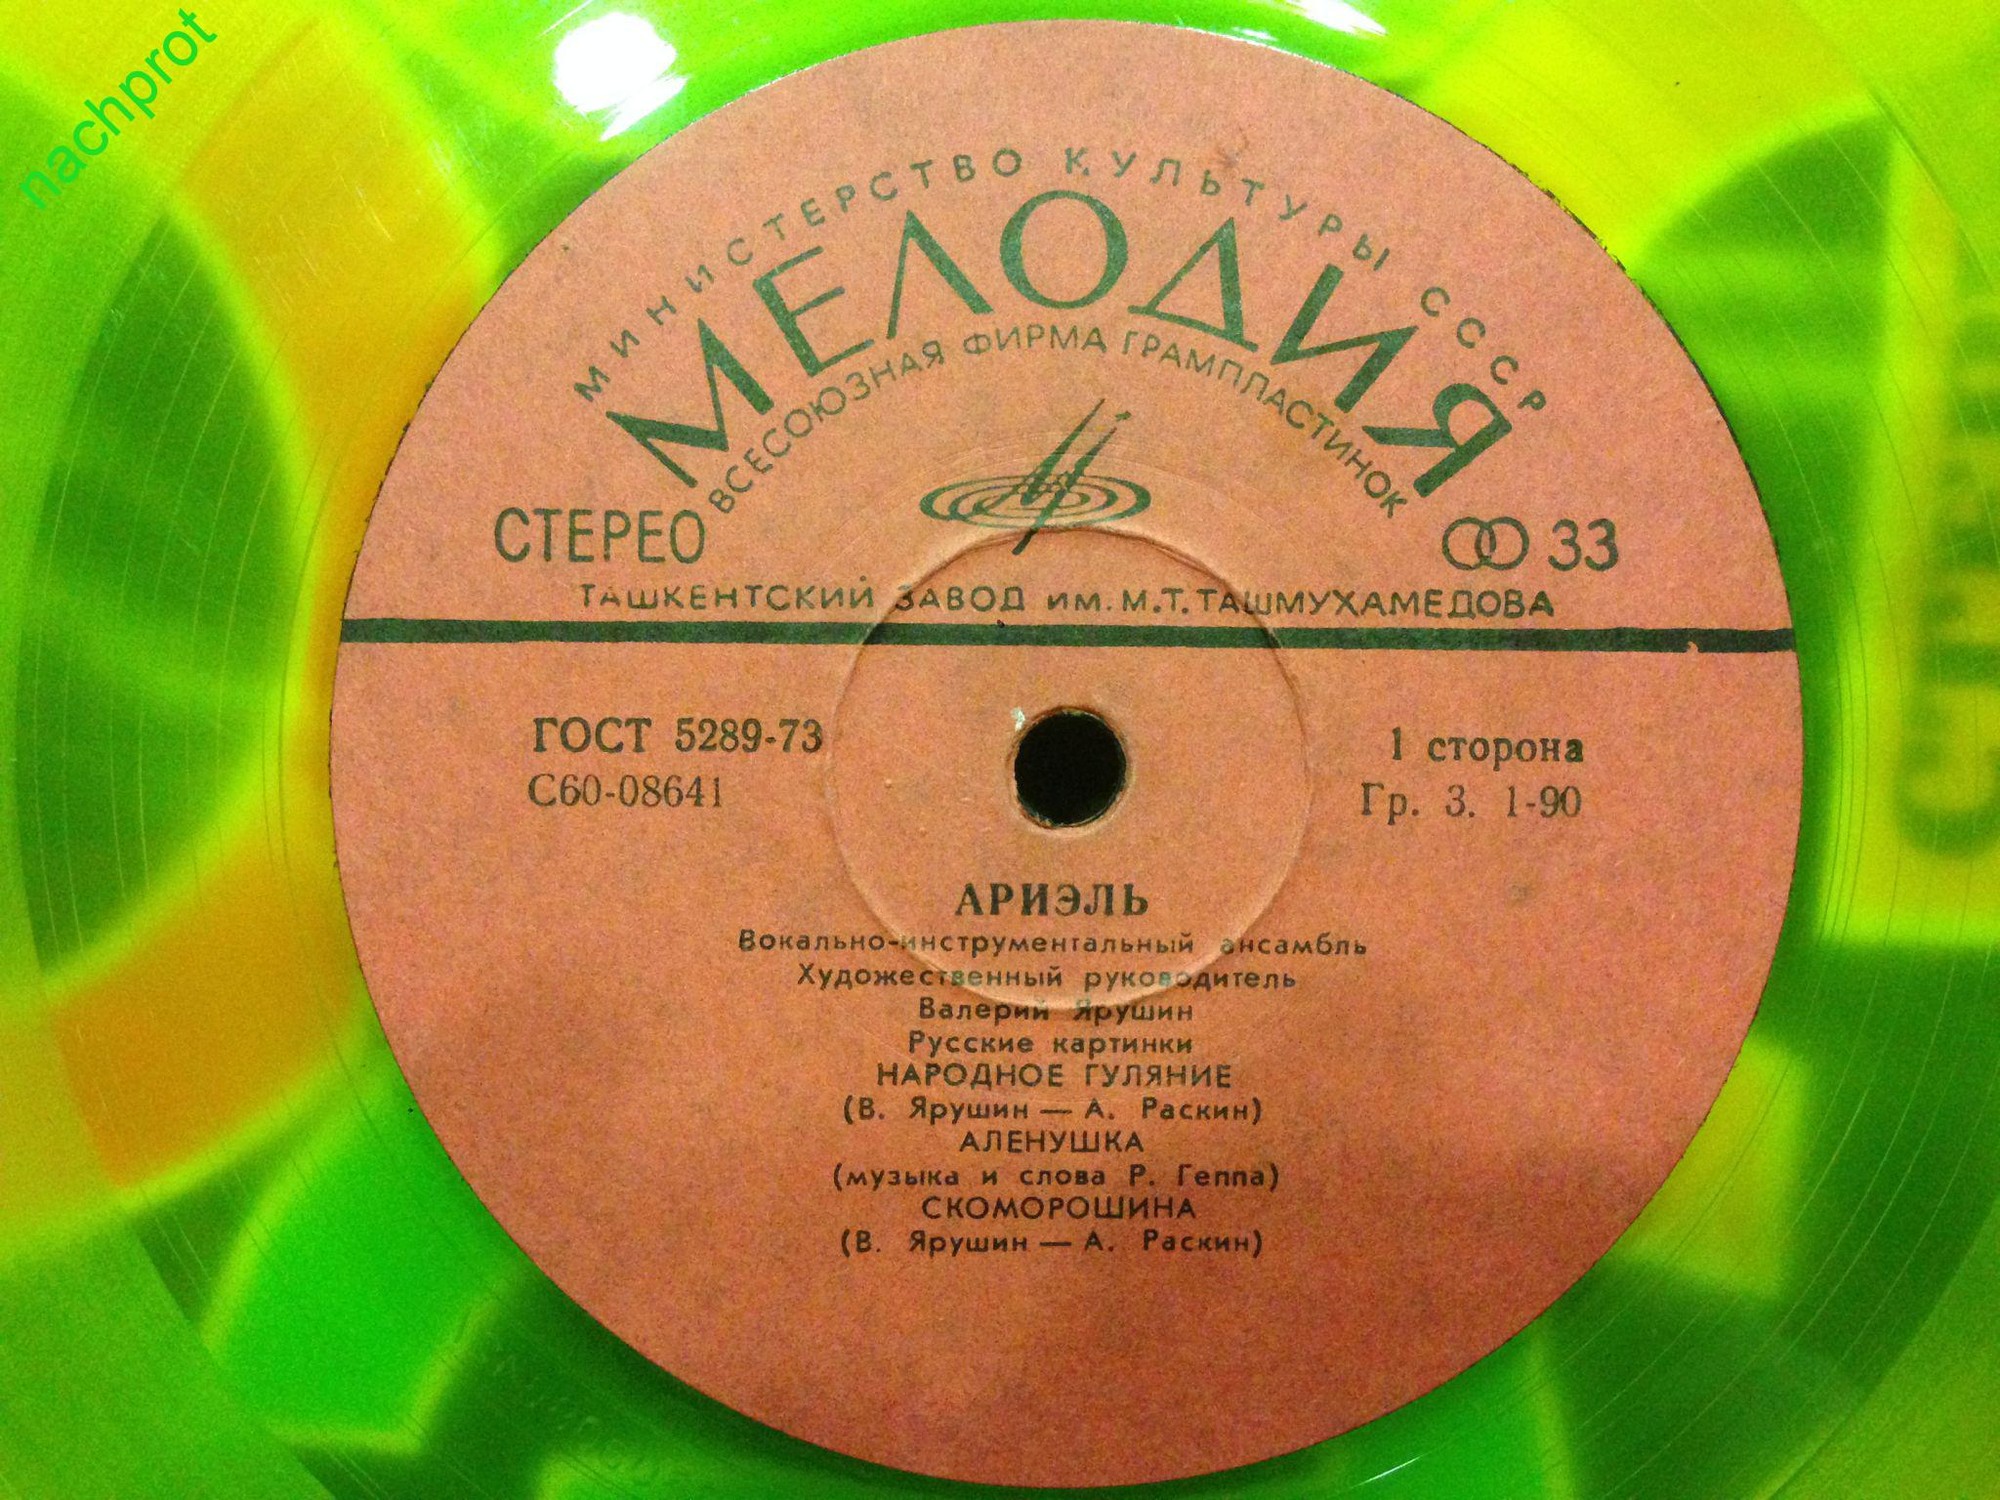 nachprot
МИНИСТЕРСТВО КУЛЬТУРЫ СССР
МЕЛОДИЯ
ВСЕСОЮЗНАЯ ФИРМА ГРАМПЛАСТИНОК
СТЕРЕО 33
ТАШКЕНТСКИЙ ЗАВОД ИМ. М.Т. ТАШМУХАМЕДОВА
ГОСТ 5289-73 1 сторона
С60-08641 Гр. 3. 1-90
АРИЭЛЬ
Вокально-инструментальный ансамбль
Художественный руководитель
Валерий Ярушин
Русские картинки
НАРОДНОЕ ГУЛЯНИЕ
(В. Ярушин — А. Раскин)
АЛЕНУШКА
(музыка и слова Р. Геппа)
СКОМОРОШИНА
(В. Ярушин — А. Раскин)